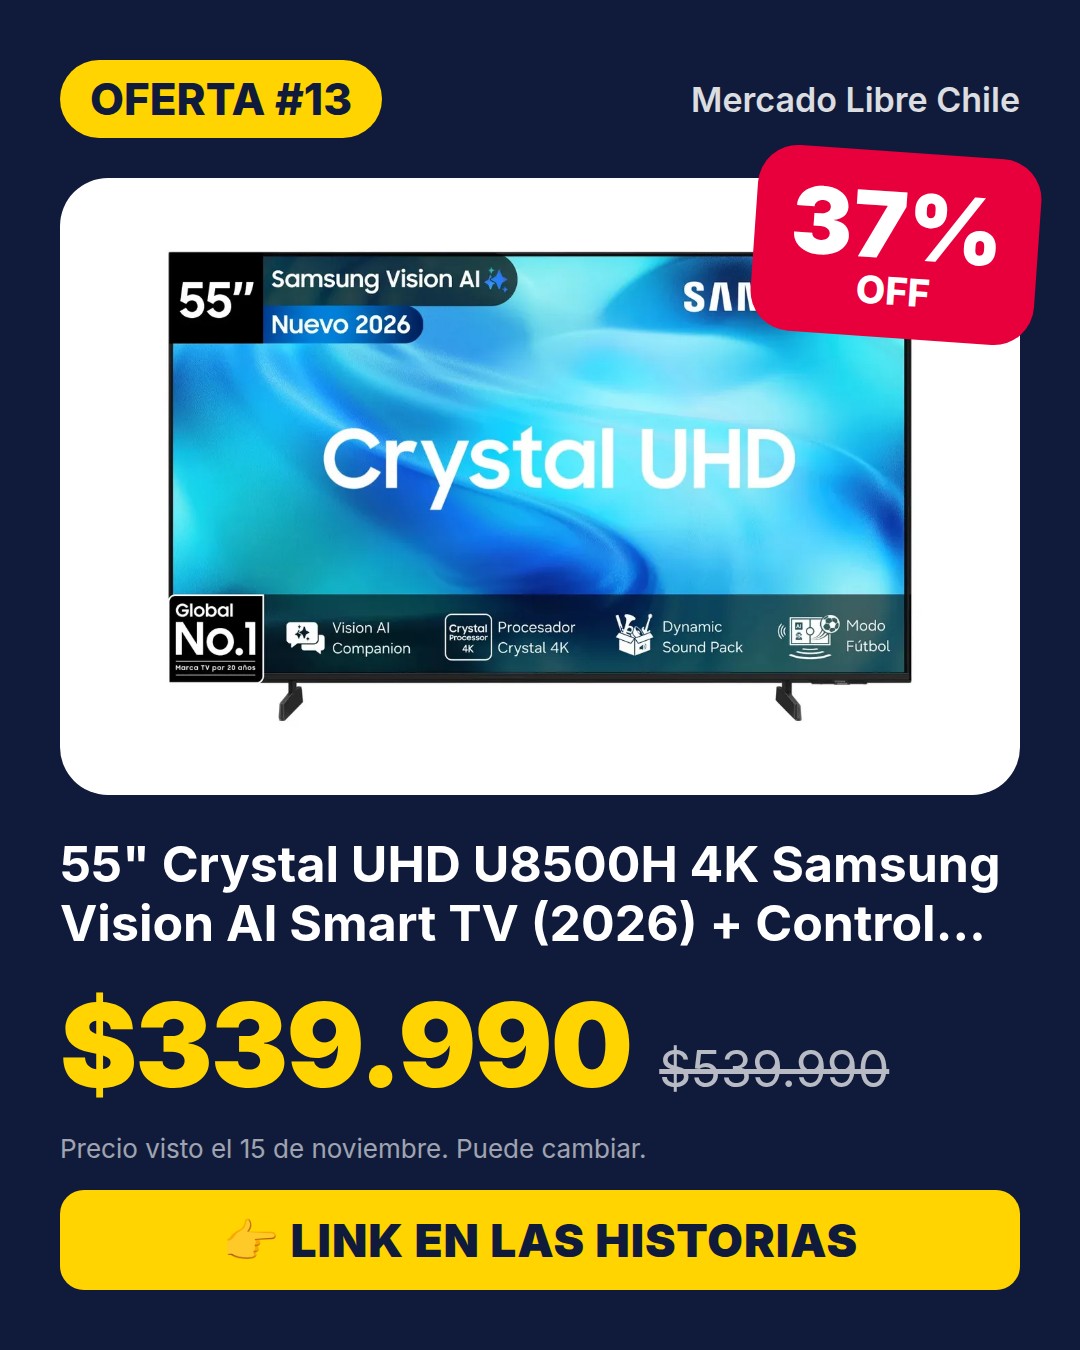 OFERTA #13
Mercado Libre Chile
37%
OFF
55"
Samsung Vision AI
Nuevo 2026
Crystal UHD
Global
No.1
Marca TV por 20 años
Vision AI
Companion
Crystal
Processor
4K
Procesador
Crystal 4K
Dynamic
Sound Pack
Modo
Fútbol
55" Crystal UHD U8500H 4K Samsung
Vision AI Smart TV (2026) + Control...
$339.990 $539.990
Precio visto el 15 de noviembre. Puede cambiar.
👉 LINK EN LAS HISTORIAS